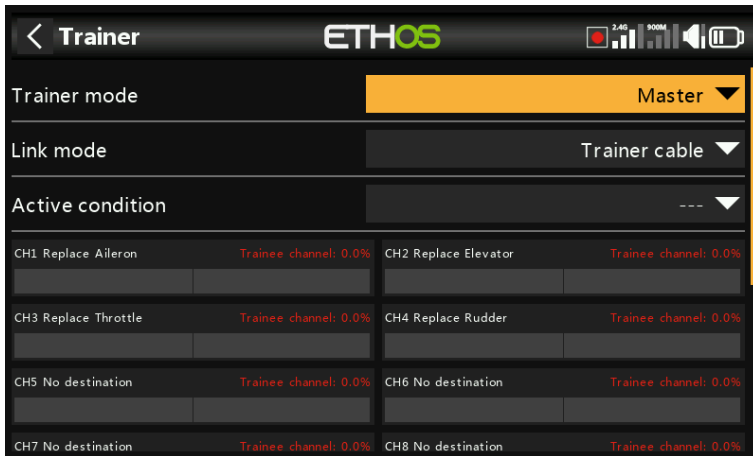 Trainer
ETHOS
2.4G
900M
Trainer mode
Master
Link mode
Trainer cable
Active condition
---
CH1 Replace Aileron
Trainee channel: 0.0%
CH2 Replace Elevator
Trainee channel: 0.0%
CH3 Replace Throttle
Trainee channel: 0.0%
CH4 Replace Rudder
Trainee channel: 0.0%
CH5 No destination
Trainee channel: 0.0%
CH6 No destination
Trainee channel: 0.0%
CH7 No destination
Trainee channel: 0.0%
CH8 No destination
Trainee channel: 0.0%